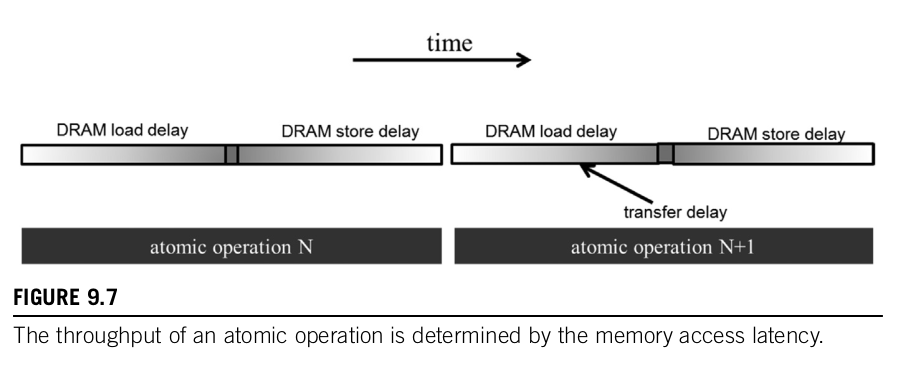 time
DRAM load delay
DRAM store delay
DRAM load delay
DRAM store delay
transfer delay
atomic operation N
atomic operation N+1
FIGURE 9.7
The throughput of an atomic operation is determined by the memory access latency.